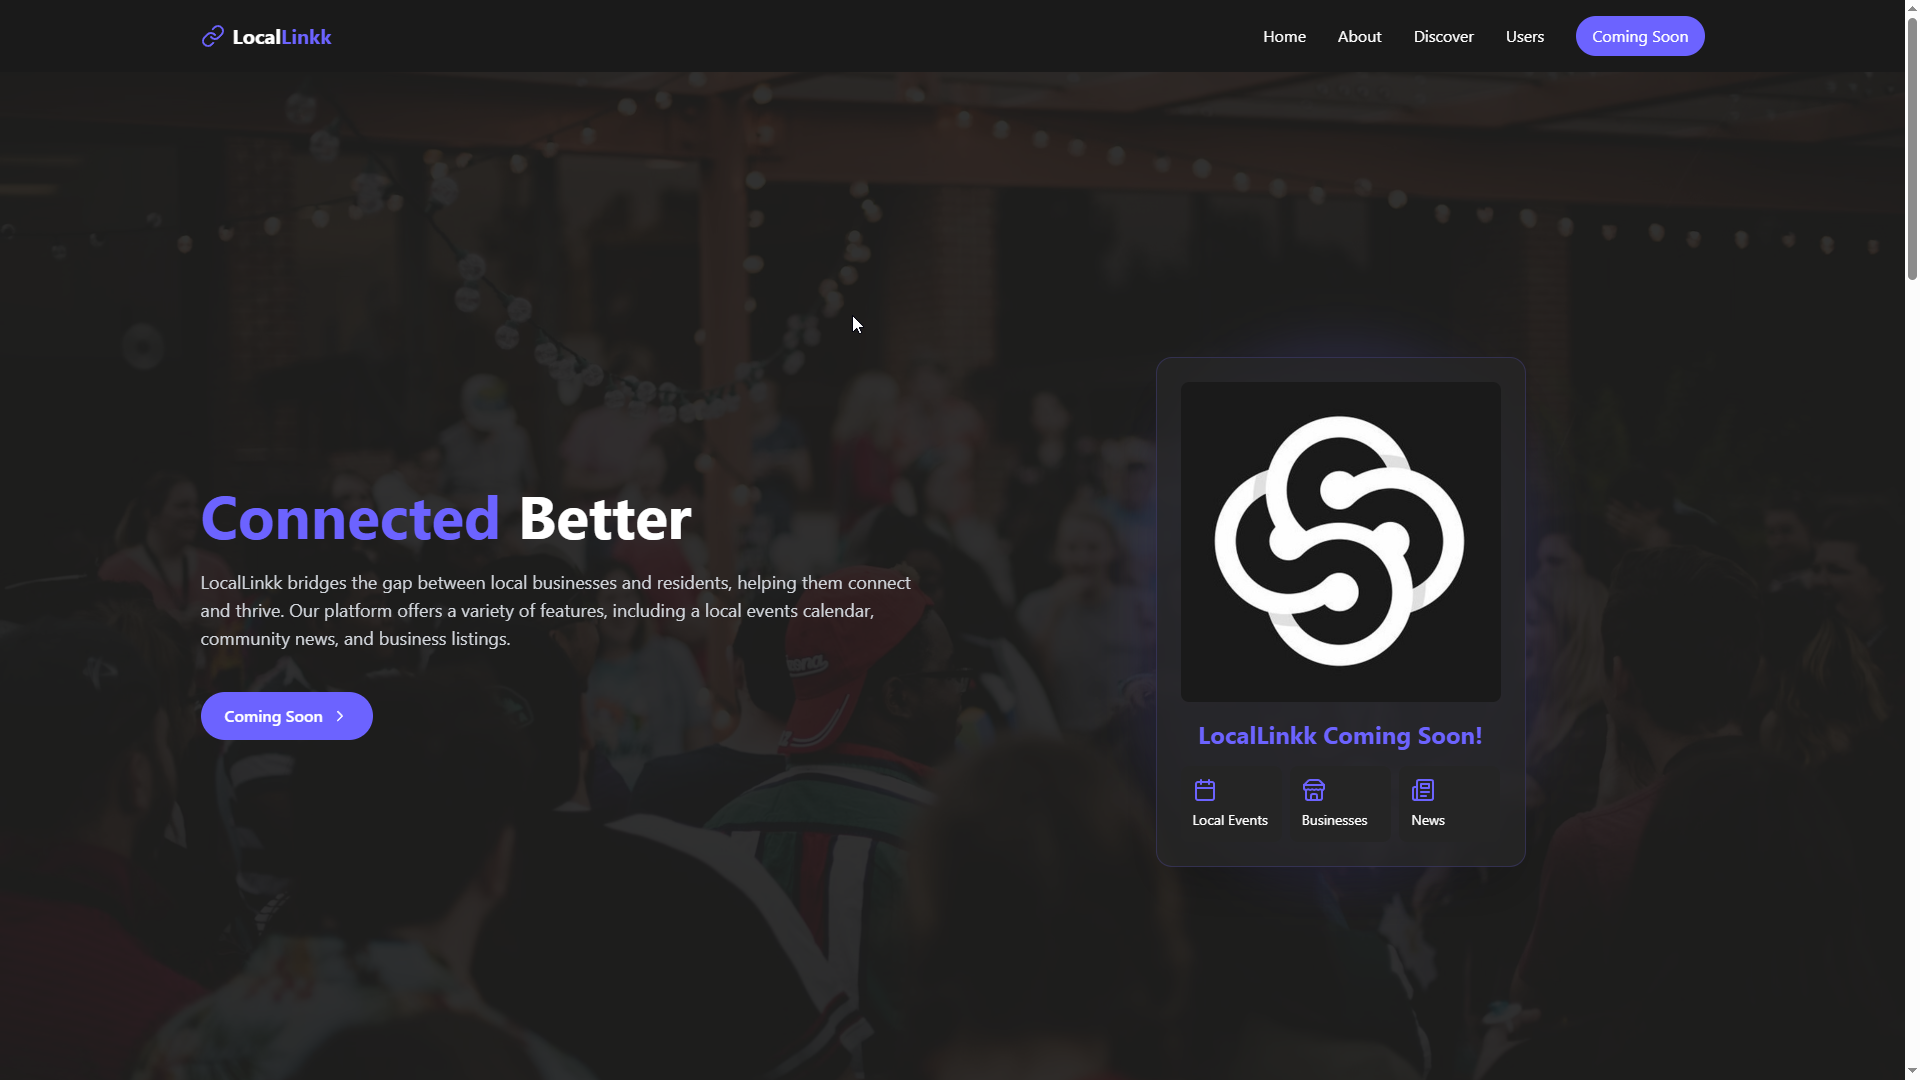 LocalLinkk
Home
About
Discover
Users
Coming Soon
Connected Better
LocalLinkk bridges the gap between local businesses and residents, helping them connect
and thrive. Our platform offers a variety of features, including a local events calendar,
community news, and business listings.
Coming Soon
LocalLinkk Coming Soon!
Local Events
Businesses
News